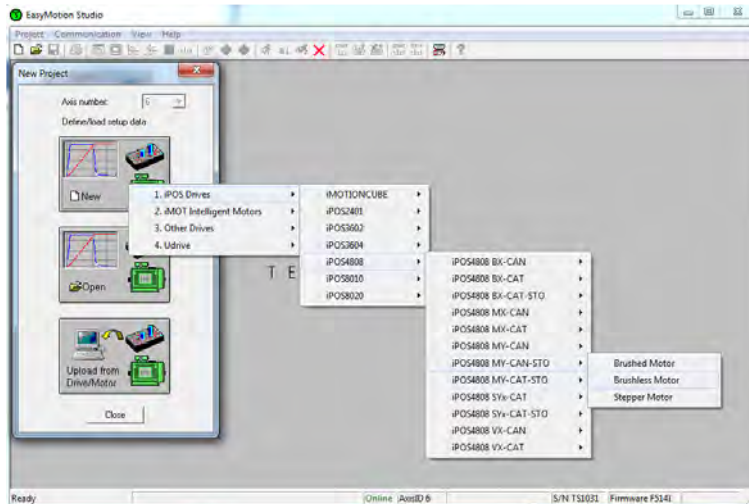 EasyMotion Studio
Project Communication View Help
New Project
Axis number: 6
Define/load setup data
New
Open
Upload from
Drive/Motor
Close
1. iPOS Drives
2. iMOT Intelligent Motors
3. Other Drives
4. Udrive
iMOTIONCUBE
iPOS2401
iPOS3602
iPOS3604
iPOS4808
iPOS8010
iPOS8020
iPOS4808 BX-CAN
iPOS4808 BX-CAT
iPOS4808 BX-CAT-STO
iPOS4808 MX-CAN
iPOS4808 MX-CAT
iPOS4808 MY-CAN
iPOS4808 MY-CAN-STO
iPOS4808 MY-CAT-STO
iPOS4808 SYx-CAT
iPOS4808 SYx-CAT-STO
iPOS4808 VX-CAN
iPOS4808 VX-CAT
Brushed Motor
Brushless Motor
Stepper Motor
T E
Ready Online AxisID 6 S/N TS1031 Firmware F514I